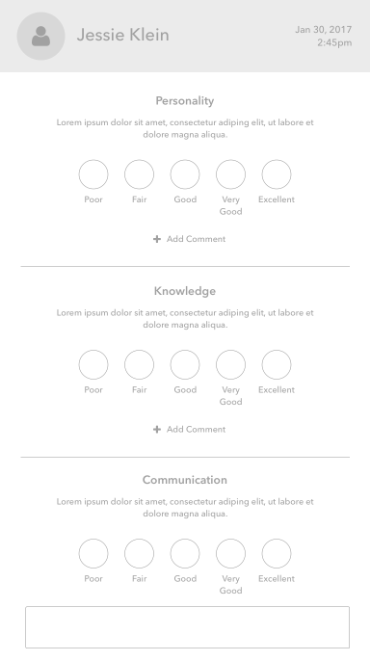 Jessie Klein
Jan 30, 2017
2:45pm
Personality
Lorem ipsum dolor sit amet, consectetur adiping elit, ut labore et
dolore magna aliqua.
Poor Fair Good Very Good Excellent
+ Add Comment
Knowledge
Lorem ipsum dolor sit amet, consectetur adiping elit, ut labore et
dolore magna aliqua.
Poor Fair Good Very Good Excellent
+ Add Comment
Communication
Lorem ipsum dolor sit amet, consectetur adiping elit, ut labore et
dolore magna aliqua.
Poor Fair Good Very Good Excellent